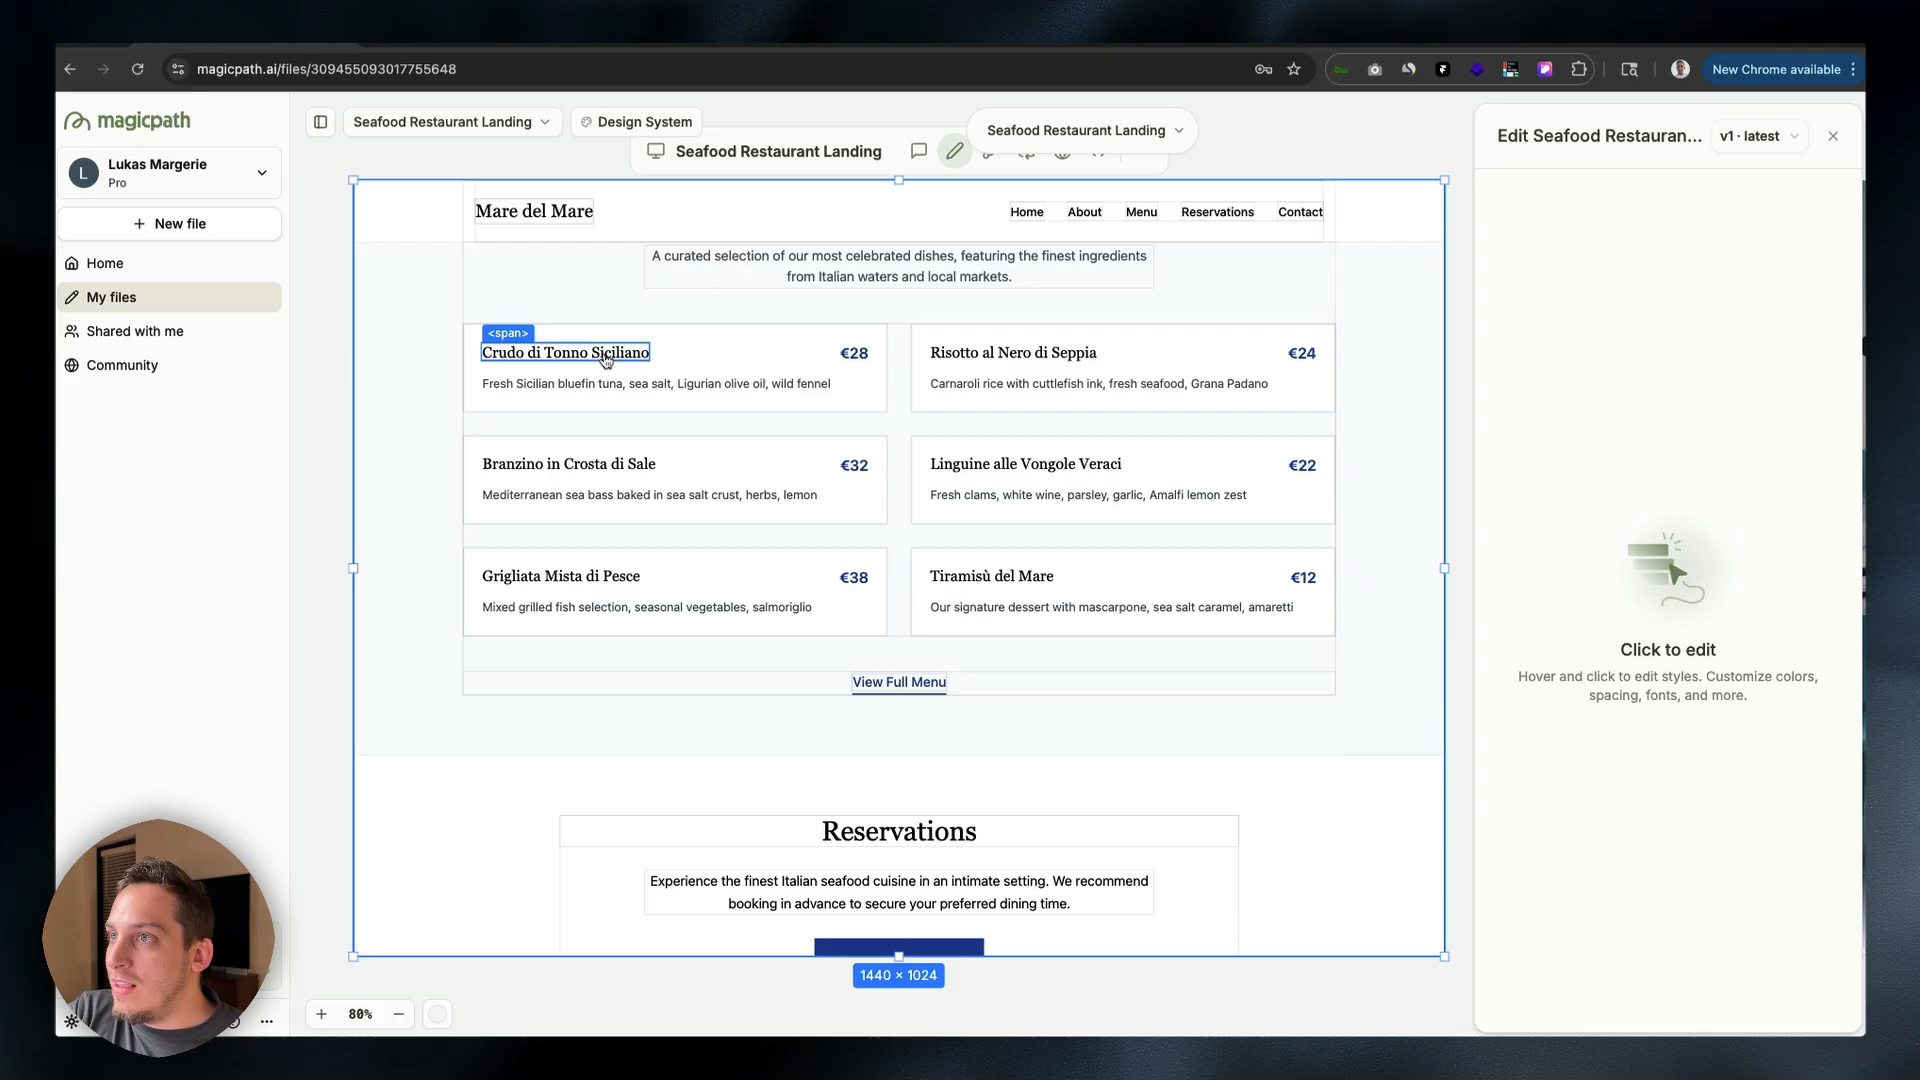 magicpath.ai/files/309455093017755648
New Chrome available
magicpath
Lukas Margerie
Pro
L
New file
Home
My files
Shared with me
Community
Seafood Restaurant Landing
Design System
Seafood Restaurant Landing
Seafood Restaurant Landing
Edit Seafood Restauran...
v1 · latest
Mare del Mare
Home
About
Menu
Reservations
Contact
A curated selection of our most celebrated dishes, featuring the finest ingredients
from Italian waters and local markets.
<span>
Crudo di Tonno Siciliano
€28
Fresh Sicilian bluefin tuna, sea salt, Ligurian olive oil, wild fennel
Risotto al Nero di Seppia
€24
Carnaroli rice with cuttlefish ink, fresh seafood, Grana Padano
Branzino in Crosta di Sale
€32
Mediterranean sea bass baked in sea salt crust, herbs, lemon
Linguine alle Vongole Veraci
€22
Fresh clams, white wine, parsley, garlic, Amalfi lemon zest
Grigliata Mista di Pesce
€38
Mixed grilled fish selection, seasonal vegetables, salmoriglio
Tiramisù del Mare
€12
Our signature dessert with mascarpone, sea salt caramel, amaretti
View Full Menu
Reservations
Experience the finest Italian seafood cuisine in an intimate setting. We recommend
booking in advance to secure your preferred dining time.
1440 × 1024
80%
Click to edit
Hover and click to edit styles. Customize colors,
spacing, fonts, and more.